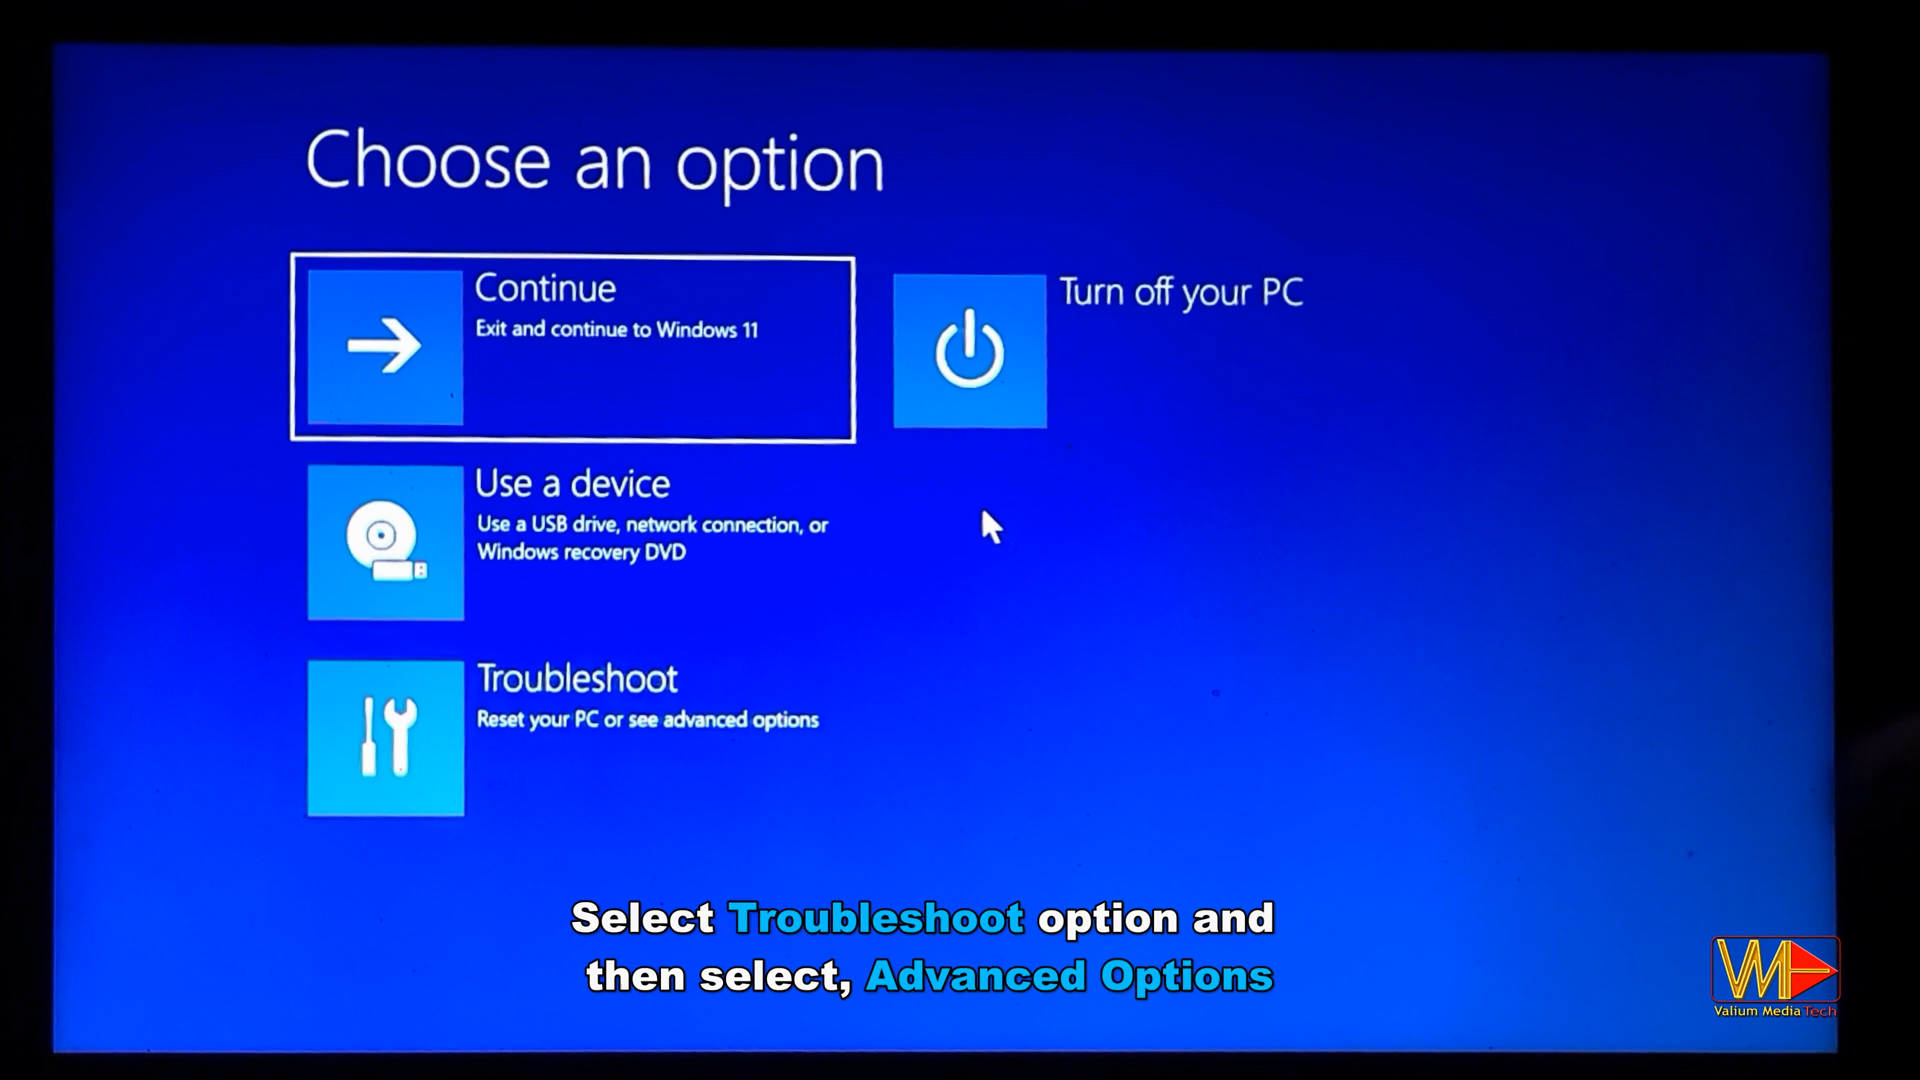 Choose an option
Continue
Exit and continue to Windows 11
Turn off your PC
Use a device
Use a USB drive, network connection, or
Windows recovery DVD
Troubleshoot
Reset your PC or see advanced options
Select Troubleshoot option and
then select, Advanced Options
VM
Valium Media Tech